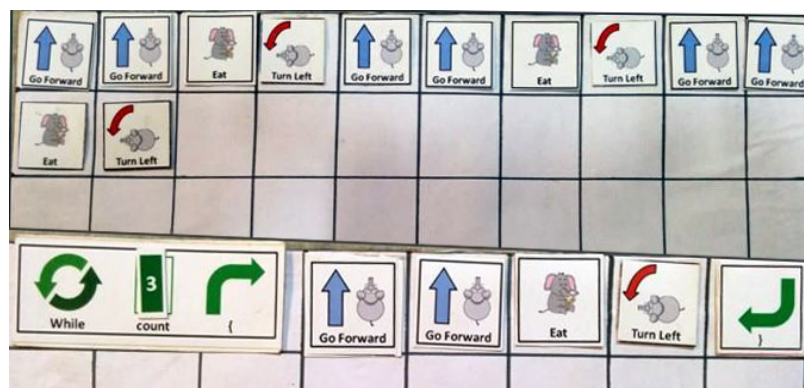 Go Forward Go Forward Eat Turn Left Go Forward Go Forward Eat Turn Left Go Forward Go Forward
Eat Turn Left
3
While count { Go Forward Go Forward Eat Turn Left }